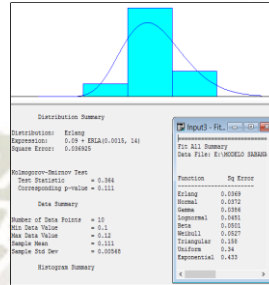 Distribution Summary
Distribution: Erlang
Expression: 0.09 + ERLA(0.0015, 14)
Square Error: 0.036925
Kolmogorov-Smirnov Test
Test Statistic = 0.364
Corresponding p-value = 0.111
Data Summary
Number of Data Points = 10
Min Data Value = 0.1
Max Data Value = 0.12
Sample Mean = 0.111
Sample Std Dev = 0.00568
Histogram Summary
Input3 - Fit...
Fit All Summary
Data File: E:\MODELO SABANA
Function Sq Error
Erlang 0.0369
Normal 0.0372
Gamma 0.0386
Lognormal 0.0451
Beta 0.0501
Weibull 0.0527
Triangular 0.158
Uniform 0.34
Exponential 0.433